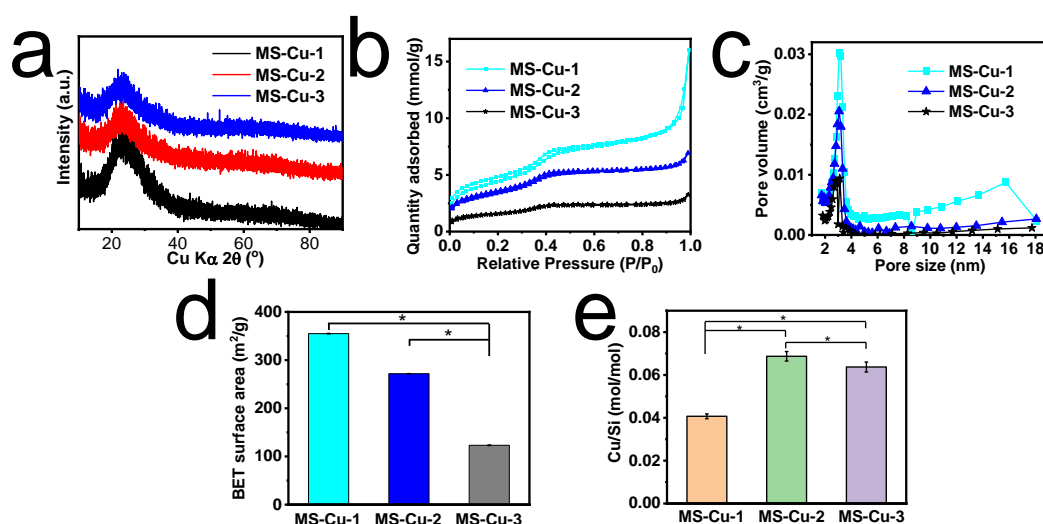 a
MS-Cu-1
MS-Cu-2
MS-Cu-3
Intensity (a.u.)
20 40 60 80
Cu Kα 2θ (º)
b
MS-Cu-1
MS-Cu-2
MS-Cu-3
Quantity adsorbed (mmol/g)
15
10
5
0
0.0 0.2 0.4 0.6 0.8 1.0
Relative Pressure (P/P₀)
c
MS-Cu-1
MS-Cu-2
MS-Cu-3
Pore volume (cm³/g)
0.03
0.02
0.01
0.00
2 4 6 8 10 12 14 16 18
Pore size (nm)
d
BET surface area (m²/g)
400
300
200
100
0
*
*
MS-Cu-1 MS-Cu-2 MS-Cu-3
e
Cu/Si (mol/mol)
0.08
0.06
0.04
0.02
0.00
*
*
*
MS-Cu-1 MS-Cu-2 MS-Cu-3